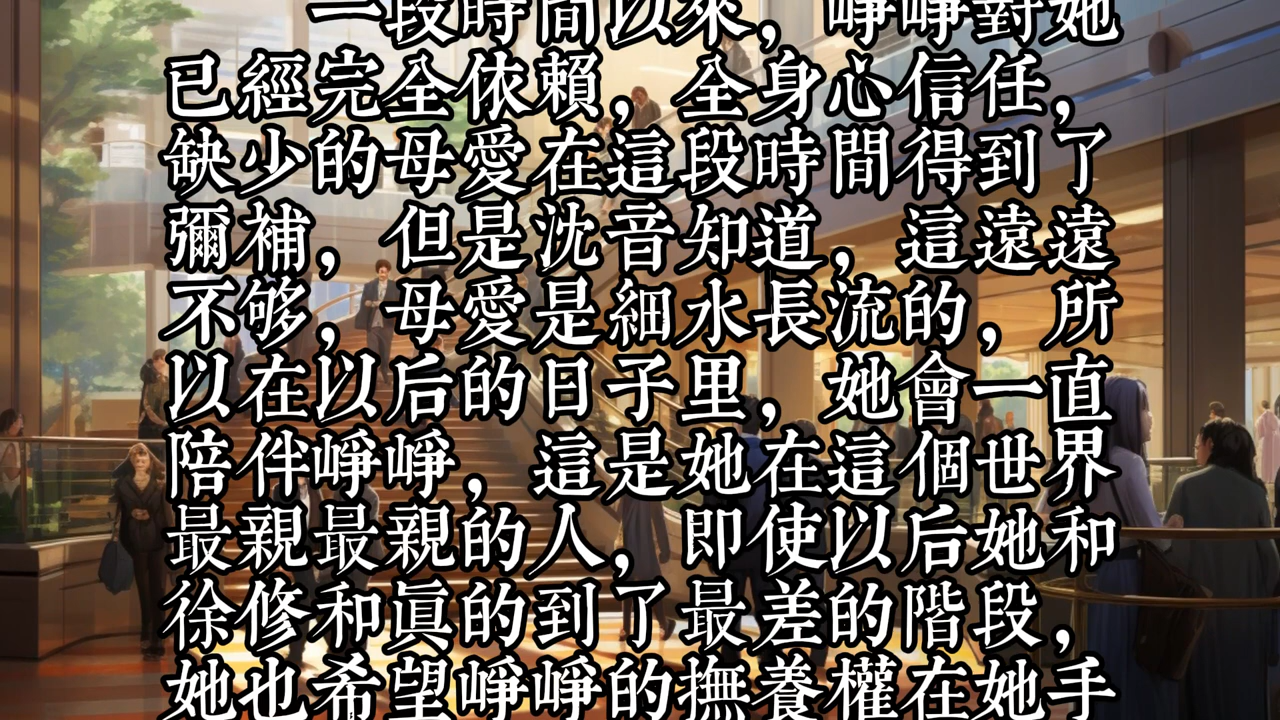 一段時間以來，崢崢對她
已經完全依賴，全身心信任，
缺少的母愛在這段時間得到了
彌補，但是沈音知道，這遠遠
不够，母愛是細水長流的，所
以在以后的日子里，她會一直
陪伴崢崢，這是她在這個世界
最親最親的人，即使以后她和
徐修和眞的到了最差的階段，
她也希望崢崢的撫養權在她手